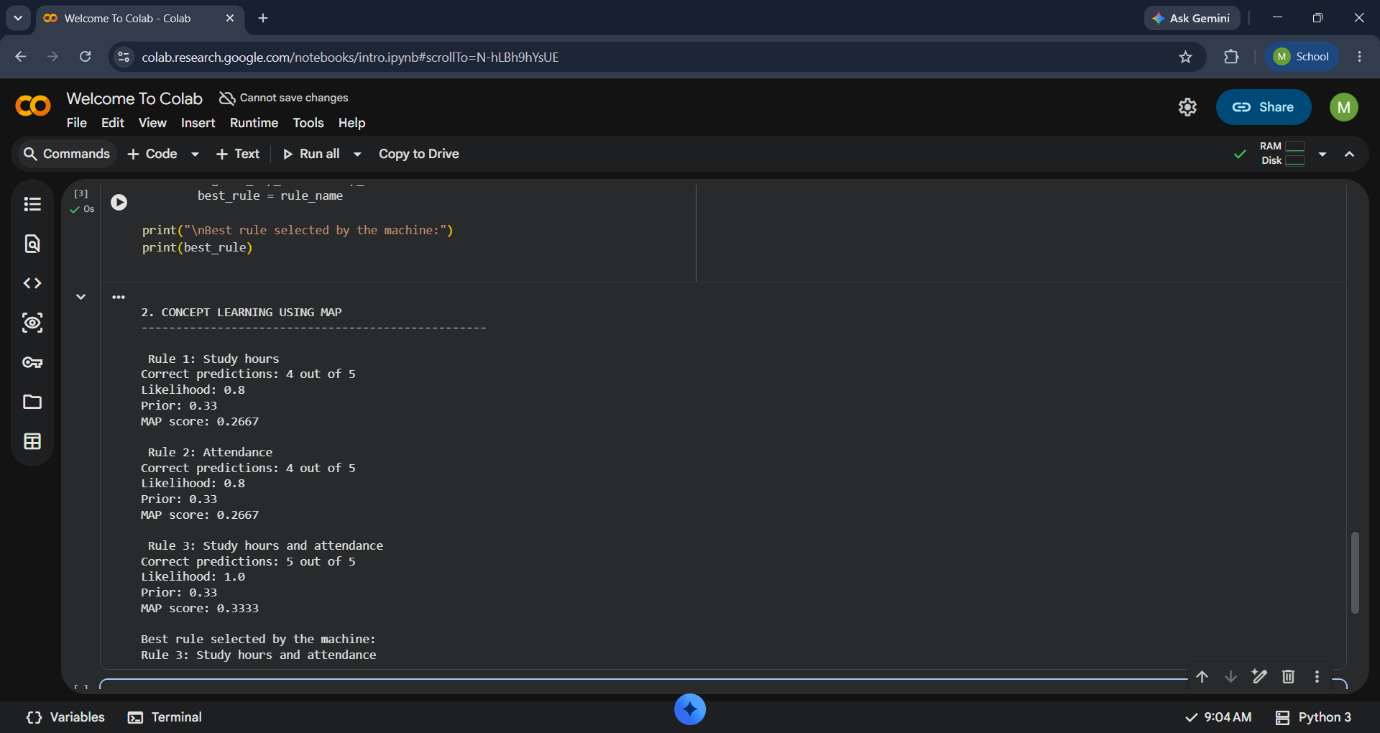 Welcome To Colab - Colab
Ask Gemini
colab.research.google.com/notebooks/intro.ipynb#scrollTo=N-hLBh9hYsUE
M School
Welcome To Colab Cannot save changes
File Edit View Insert Runtime Tools Help
Share
M
Commands + Code + Text Run all Copy to Drive
RAM
Disk
[3]
0s
best_rule = rule_name
print("\nBest rule selected by the machine:")
print(best_rule)
2. CONCEPT LEARNING USING MAP
--------------------------------------------------
Rule 1: Study hours
Correct predictions: 4 out of 5
Likelihood: 0.8
Prior: 0.33
MAP score: 0.2667
Rule 2: Attendance
Correct predictions: 4 out of 5
Likelihood: 0.8
Prior: 0.33
MAP score: 0.2667
Rule 3: Study hours and attendance
Correct predictions: 5 out of 5
Likelihood: 1.0
Prior: 0.33
MAP score: 0.3333
Best rule selected by the machine:
Rule 3: Study hours and attendance
{} Variables Terminal
9:04 AM Python 3